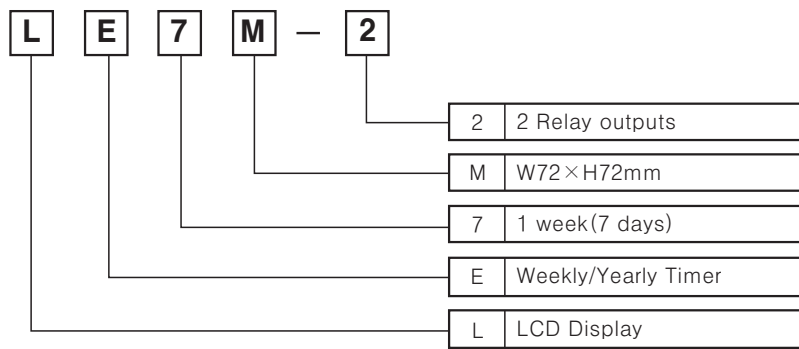 L E 7 M – 2
2 2 Relay outputs
M W72×H72mm
7 1 week(7 days)
E Weekly/Yearly Timer
L LCD Display